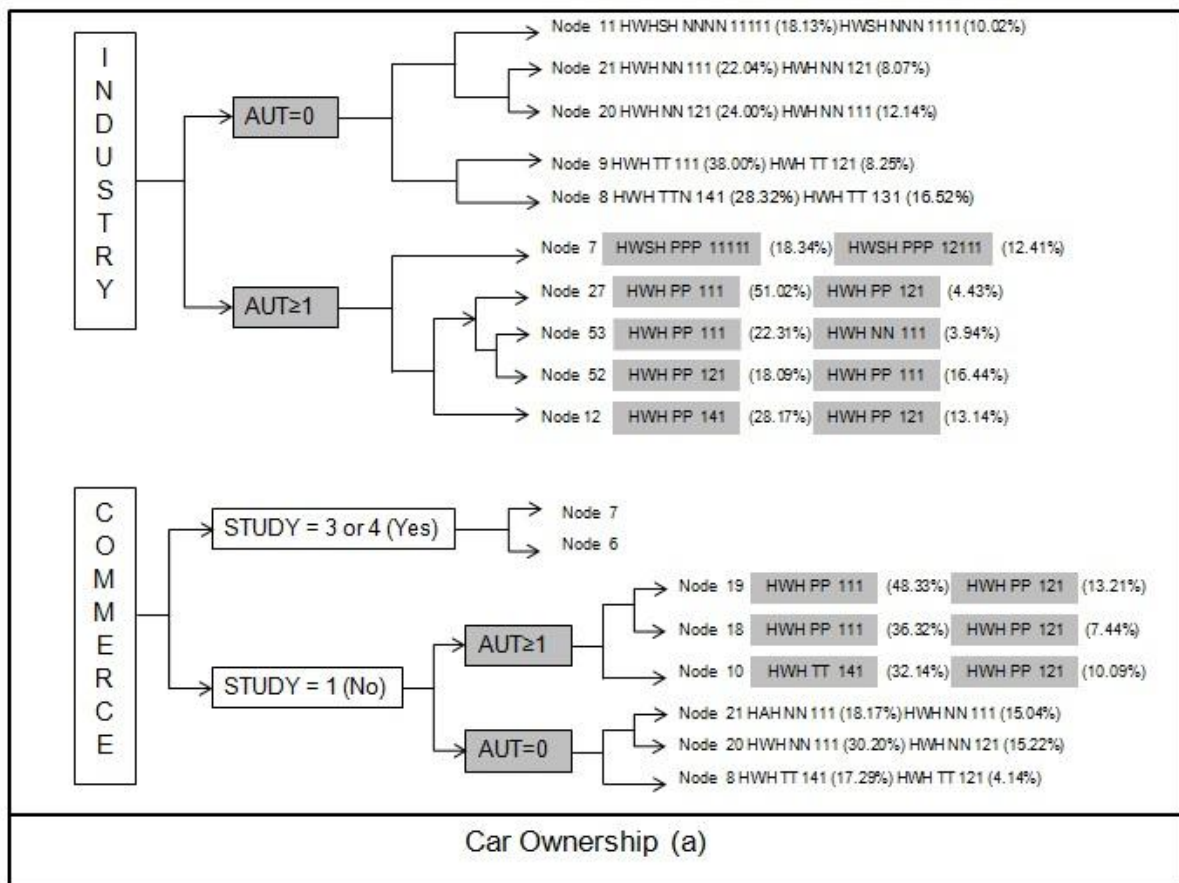 INDUSTRY
AUT=0
Node 11 HWHSH NNNN 11111 (18.13%) HWSH NNN 1111 (10.02%)
Node 21 HWH NN 111 (22.04%) HWH NN 121 (8.07%)
Node 20 HWH NN 121 (24.00%) HWH NN 111 (12.14%)
Node 9 HWH TT 111 (38.00%) HWH TT 121 (8.25%)
Node 8 HWH TTN 141 (28.32%) HWH TT 131 (16.52%)
AUT≥1
Node 7 HWSH PPP 11111 (18.34%) HWSH PPP 12111 (12.41%)
Node 27 HWH PP 111 (51.02%) HWH PP 121 (4.43%)
Node 53 HWH PP 111 (22.31%) HWH NN 111 (3.94%)
Node 52 HWH PP 121 (18.09%) HWH PP 111 (16.44%)
Node 12 HWH PP 141 (28.17%) HWH PP 121 (13.14%)
COMMERCE
STUDY = 3 or 4 (Yes)
Node 7
Node 6
STUDY = 1 (No)
AUT≥1
Node 19 HWH PP 111 (48.33%) HWH PP 121 (13.21%)
Node 18 HWH PP 111 (36.32%) HWH PP 121 (7.44%)
Node 10 HWH TT 141 (32.14%) HWH PP 121 (10.09%)
AUT=0
Node 21 HAH NN 111 (18.17%) HWH NN 111 (15.04%)
Node 20 HWH NN 111 (30.20%) HWH NN 121 (15.22%)
Node 8 HWH TT 141 (17.29%) HWH TT 121 (4.14%)
Car Ownership (a)